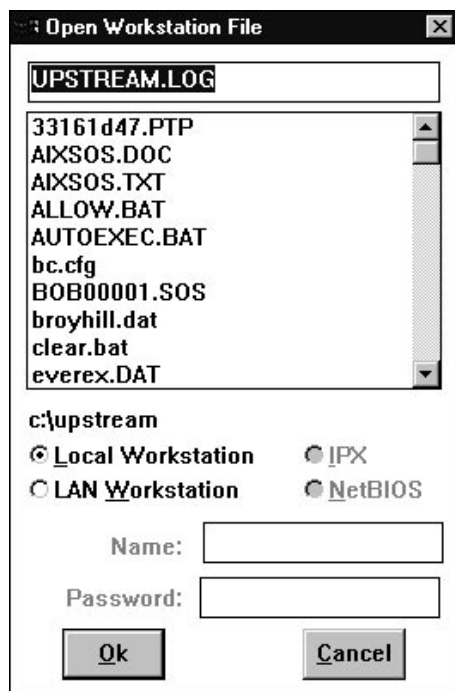 Open Workstation File
UPSTREAM.LOG
33161d47.PTP
AIXSOS.DOC
AIXSOS.TXT
ALLOW.BAT
AUTOEXEC.BAT
bc.cfg
BOB00001.SOS
broyhill.dat
clear.bat
everex.DAT
c:\upstream
Local Workstation IPX
LAN Workstation NetBIOS
Name:
Password:
Ok Cancel